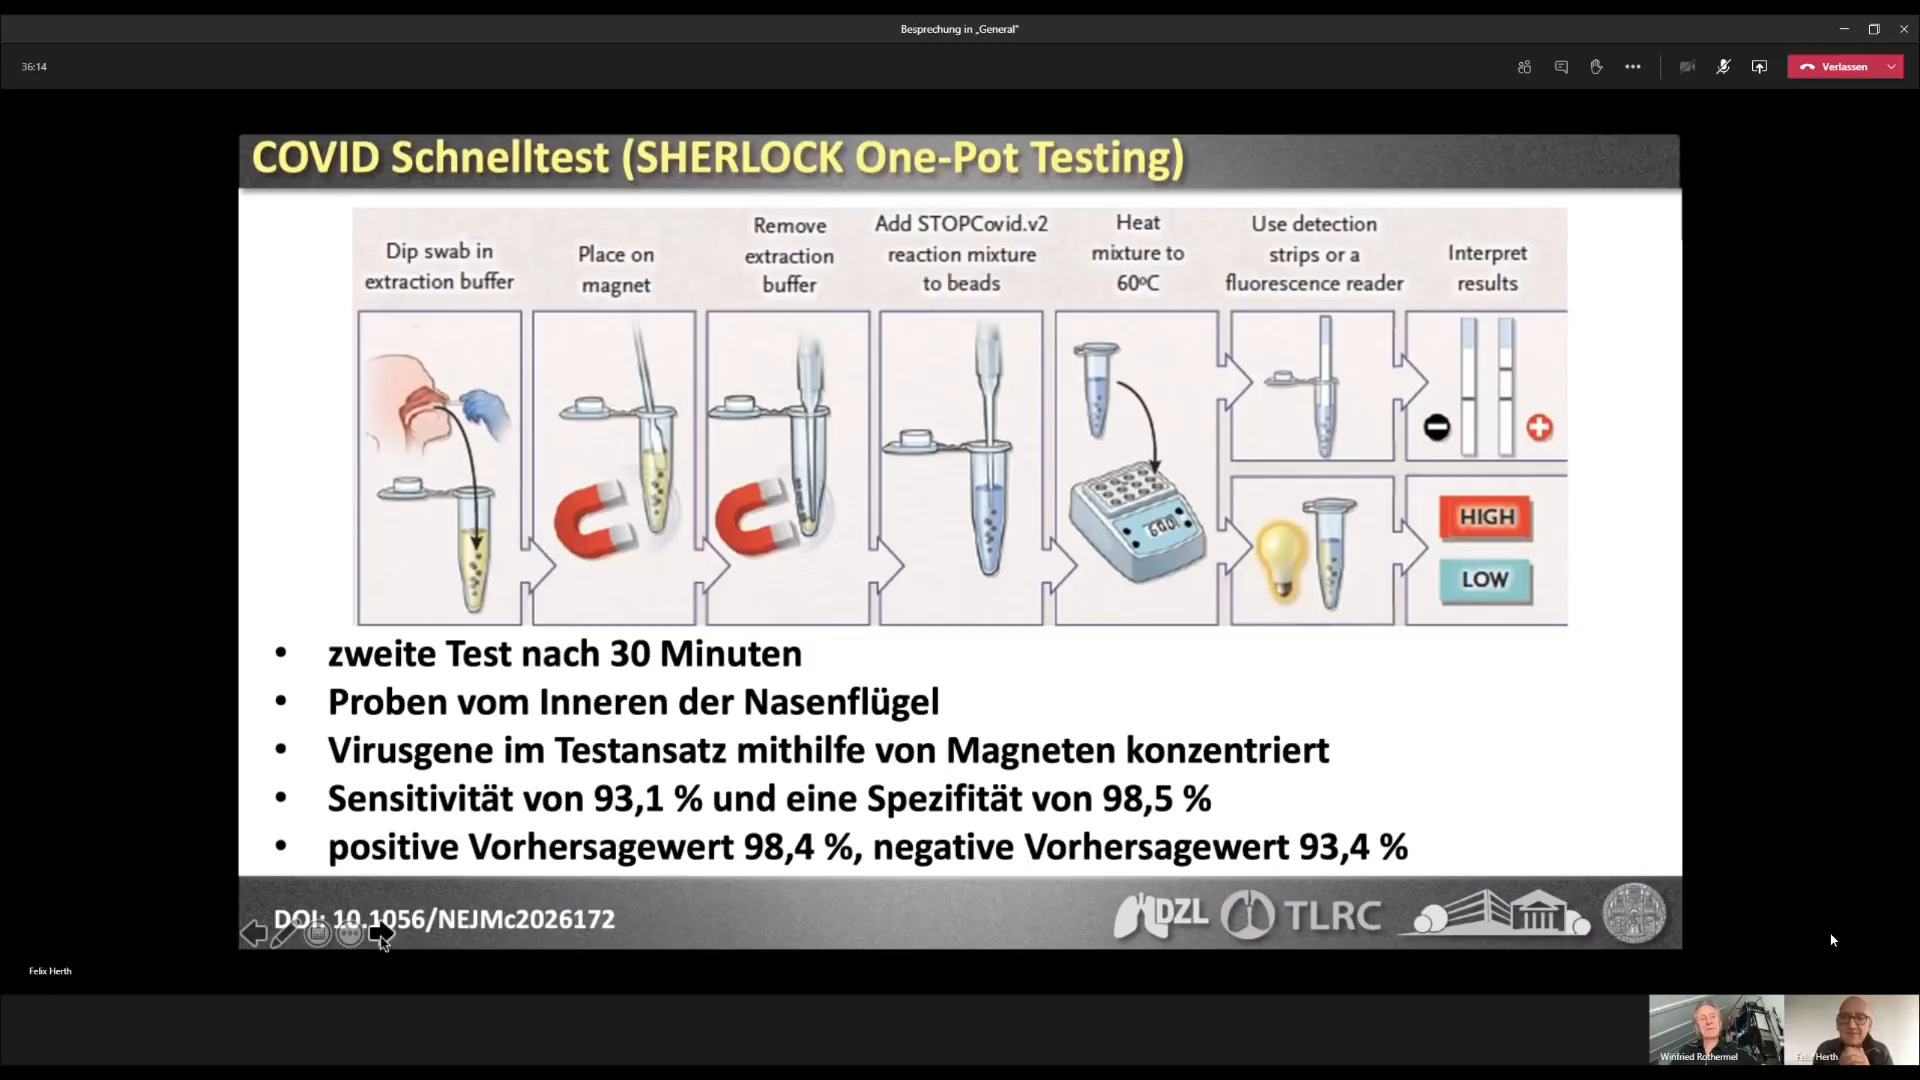 Besprechung in „General"
36:14
Verlassen
COVID Schnelltest (SHERLOCK One-Pot Testing)
Dip swab in
extraction buffer
Place on
magnet
Remove
extraction
buffer
Add STOPCovid.v2
reaction mixture
to beads
Heat
mixture to
60ºC
Use detection
strips or a
fluorescence reader
Interpret
results
60.0
HIGH
LOW
• zweite Test nach 30 Minuten
• Proben vom Inneren der Nasenflügel
• Virusgene im Testansatz mithilfe von Magneten konzentriert
• Sensitivität von 93,1 % und eine Spezifität von 98,5 %
• positive Vorhersagewert 98,4 %, negative Vorhersagewert 93,4 %
DOI: 10.1056/NEJMc2026172
DZL
TLRC
Felix Herth
Winfried Rothermel
Felix Herth